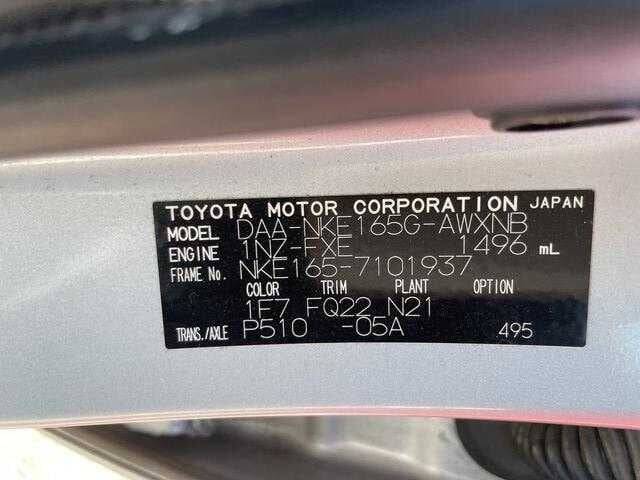 TOYOTA MOTOR CORPORATION JAPAN
MODEL DAA-NKE165G-AWXNB
ENGINE 1NZ-FXE 1496 mL
FRAME No. NKE165-7101937
COLOR TRIM PLANT OPTION
1F7 FQ22 N21
TRANS./AXLE P510 -05A 495